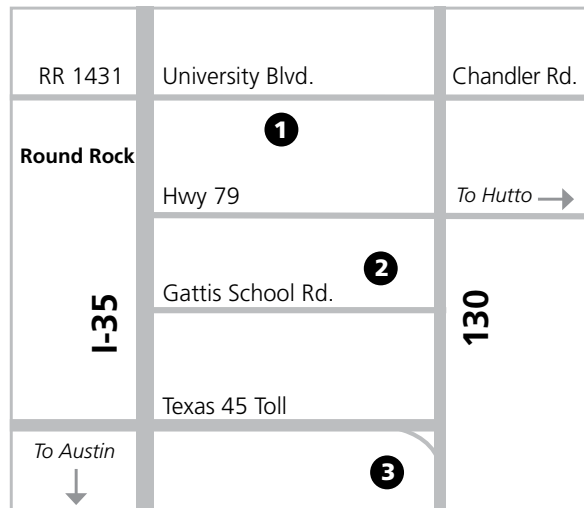 RR 1431
University Blvd.
Chandler Rd.
1
Round Rock
Hwy 79
To Hutto
2
Gattis School Rd.
I-35
130
Texas 45 Toll
To Austin
3